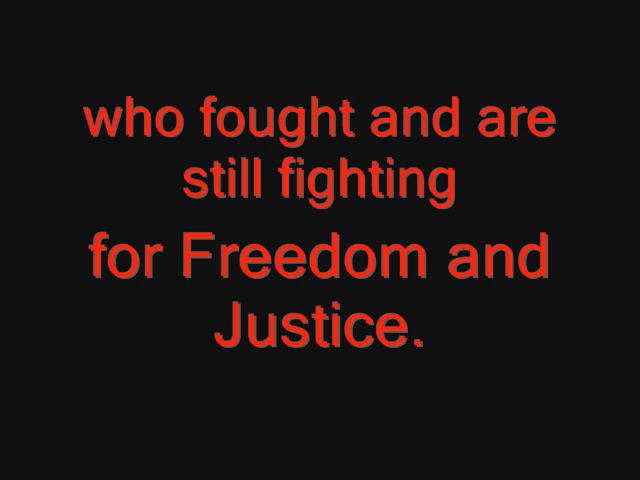 who fought and are
still fighting
for Freedom and
Justice.